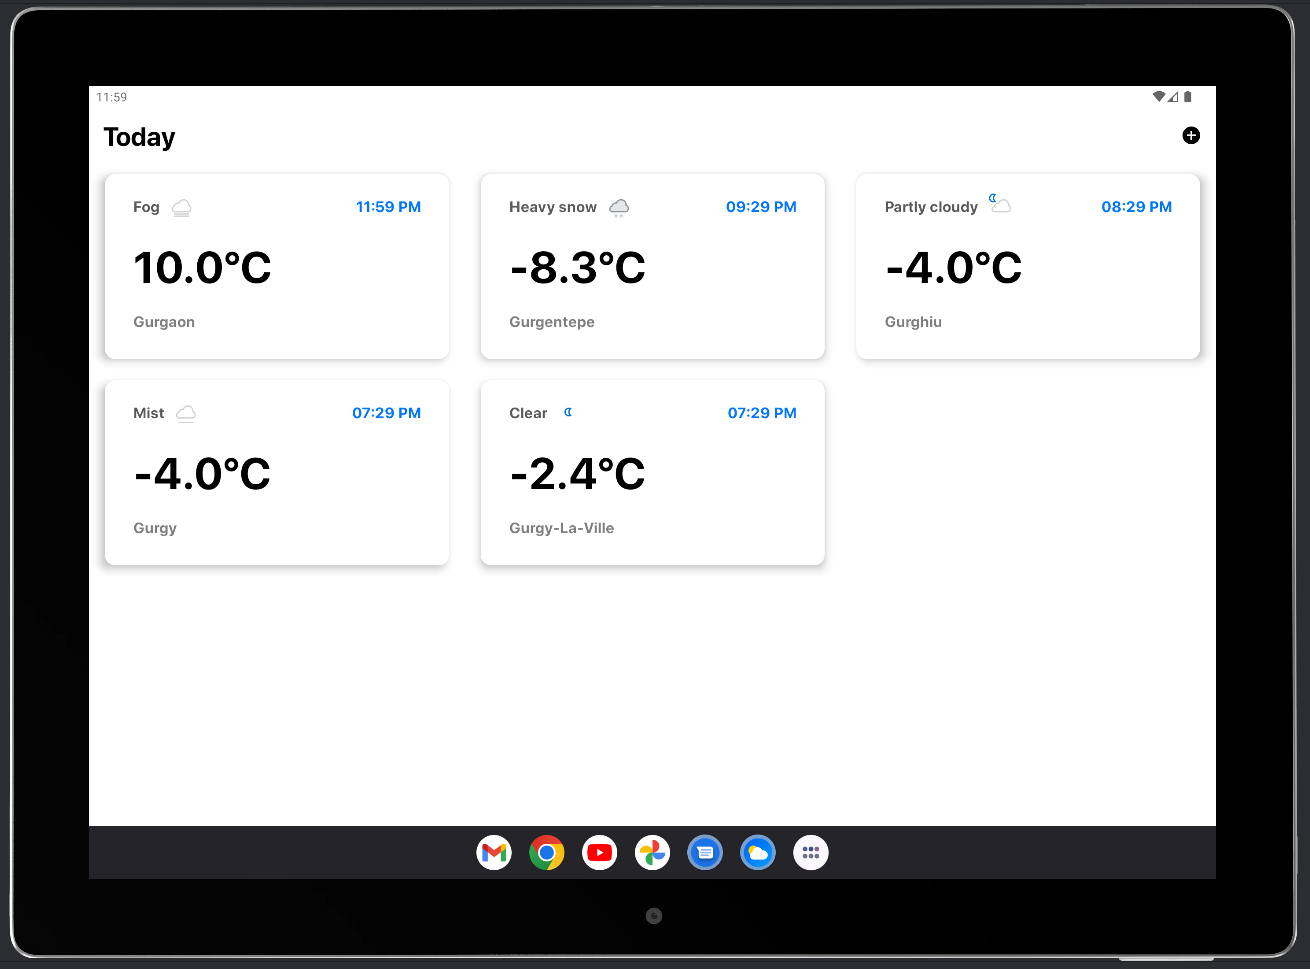 11:59
Today
Fog 11:59 PM
10.0°C
Gurgaon
Heavy snow 09:29 PM
-8.3°C
Gurgentepe
Partly cloudy 08:29 PM
-4.0°C
Gurghiu
Mist 07:29 PM
-4.0°C
Gurgy
Clear 07:29 PM
-2.4°C
Gurgy-La-Ville